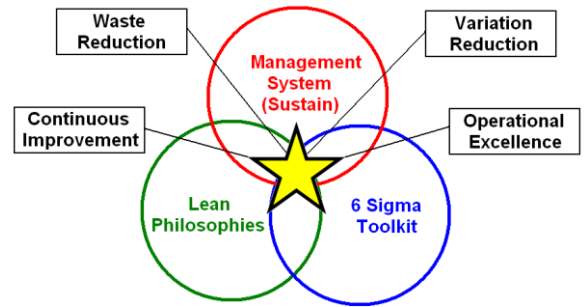 Waste
Reduction
Variation
Reduction
Management
System
(Sustain)
Continuous
Improvement
Operational
Excellence
Lean
Philosophies
6 Sigma
Toolkit